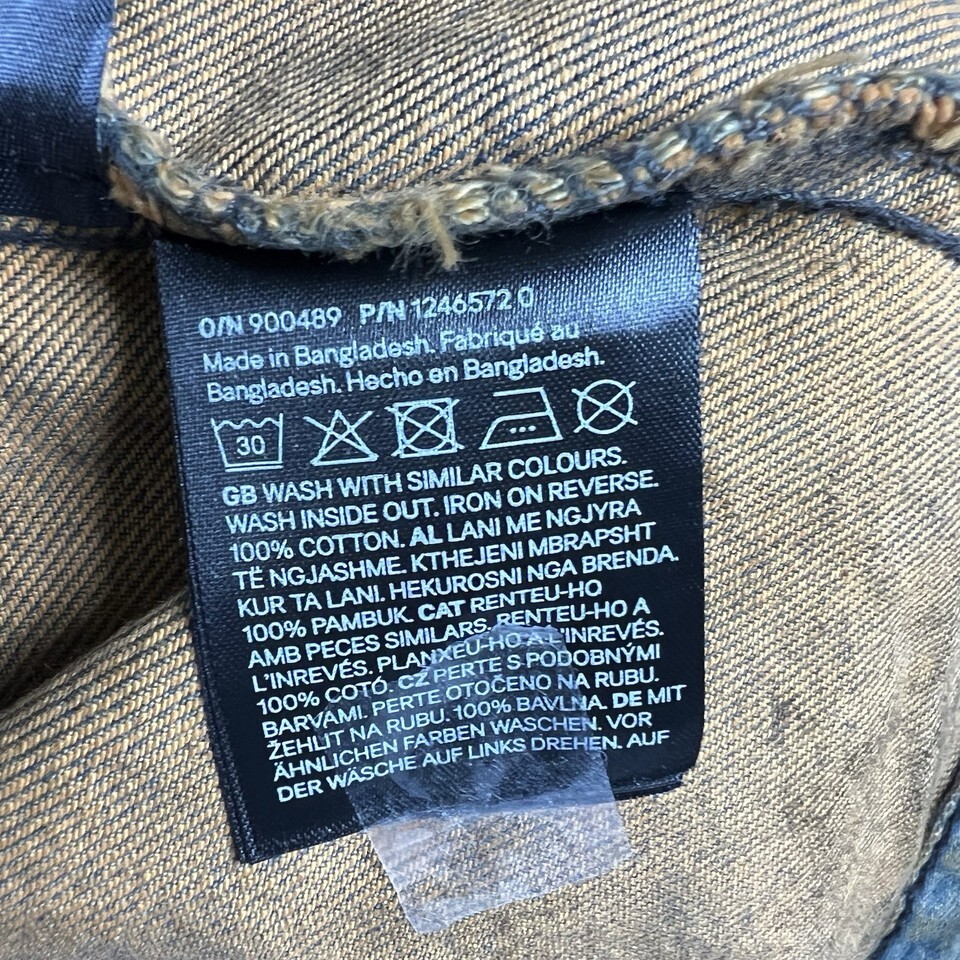 O/N 900489 P/N 1246572 0
Made in Bangladesh. Fabriqué au
Bangladesh. Hecho en Bangladesh.
30
GB WASH WITH SIMILAR COLOURS.
WASH INSIDE OUT. IRON ON REVERSE.
100% COTTON. AL LANI ME NGJYRA
TË NGJASHME. KTHEJENI MBRAPSHT
KUR TA LANI. HEKUROSNI NGA BRENDA.
100% PAMBUK. CAT RENTEU-HO
AMB PECES SIMILARS. RENTEU-HO A
L'INREVÉS. PLANXEU-HO A L'INREVÉS.
100% COTÓ. CZ PERTE S PODOBNÝMI
BARVAMI. PERTE OTOČENO NA RUBU.
ŽEHLIT NA RUBU. 100% BAVLNA. DE MIT
ÄHNLICHEN FARBEN WASCHEN. VOR
DER WÄSCHE AUF LINKS DREHEN. AUF